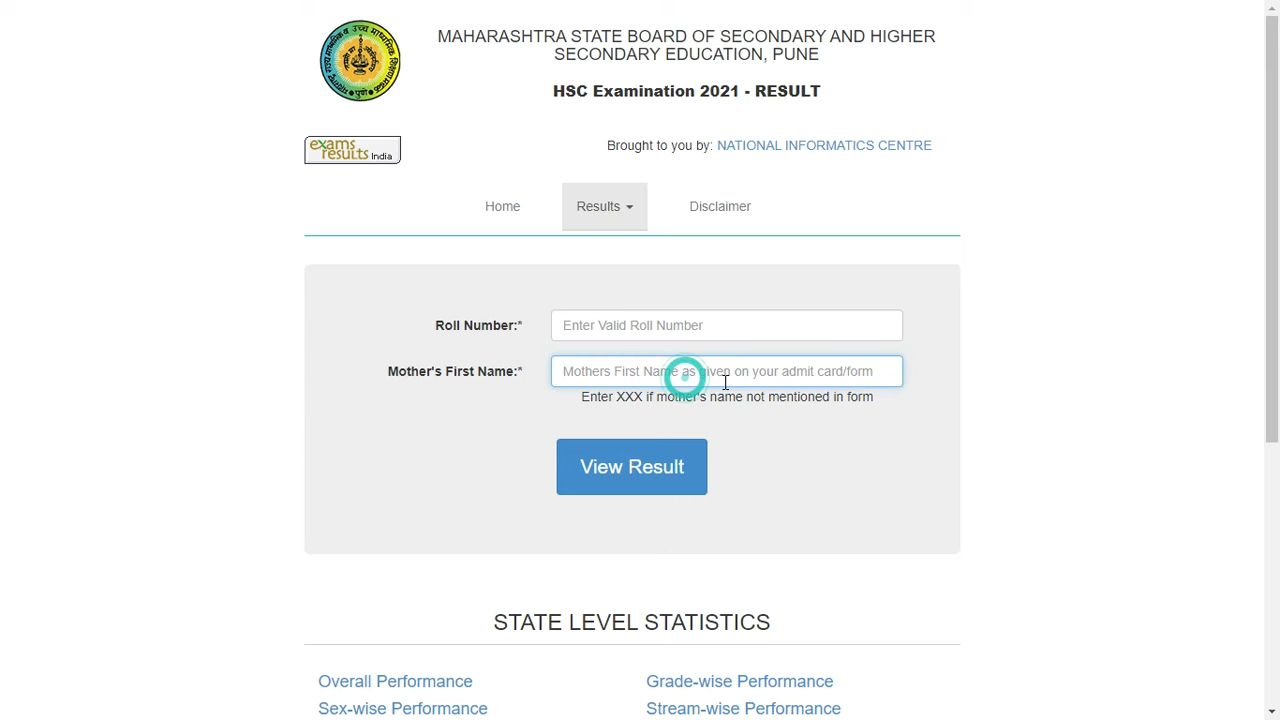 MAHARASHTRA STATE BOARD OF SECONDARY AND HIGHER
SECONDARY EDUCATION, PUNE
HSC Examination 2021 - RESULT
exams
results India
Brought to you by: NATIONAL INFORMATICS CENTRE
Home Results Disclaimer
Roll Number:* Enter Valid Roll Number
Mother's First Name:* Mothers First Name as given on your admit card/form
Enter XXX if mother's name not mentioned in form
View Result
STATE LEVEL STATISTICS
Overall Performance Grade-wise Performance
Sex-wise Performance Stream-wise Performance